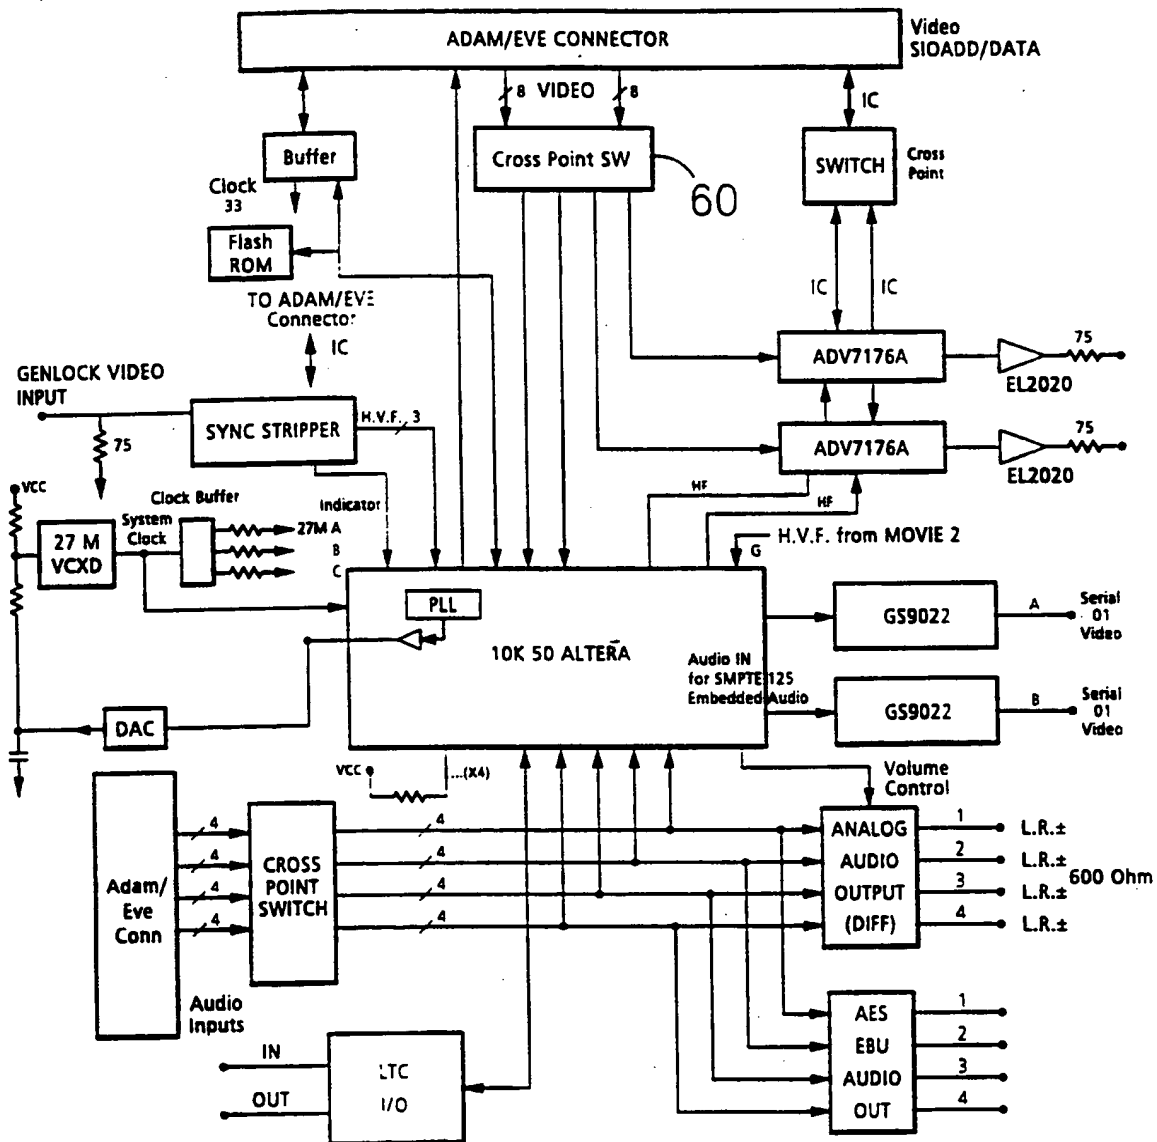 ADAM/EVE CONNECTOR
Video
SIOADD/DATA
8 VIDEO 8
IC
Buffer
Cross Point SW
60
SWITCH
Cross
Point
Clock
33
Flash
ROM
TO ADAM/EVE
Connector
IC
IC
IC
GENLOCK VIDEO
INPUT
75
SYNC STRIPPER
H.V.F. 3
ADV7176A
75
EL2020
ADV7176A
75
EL2020
HF
HF
H.V.F. from MOVIE 2
G
VCC
27 M
VCXD
System
Clock
Clock Buffer
Indicator
27M A
B
C
PLL
10K 50 ALTERA
Audio IN
for SMPTE 125
Embedded Audio
GS9022
A
Serial
01
Video
GS9022
B
Serial
01
Video
DAC
VCC
...(X4)
Volume
Control
Adam/
Eve
Conn
4
4
4
4
CROSS
POINT
SWITCH
4
4
4
4
ANALOG
AUDIO
OUTPUT
(DIFF)
1
2
3
4
L.R.±
L.R.±
L.R.±
L.R.±
600 Ohm
Audio
Inputs
IN
OUT
LTC
I/O
AES
EBU
AUDIO
OUT
1
2
3
4